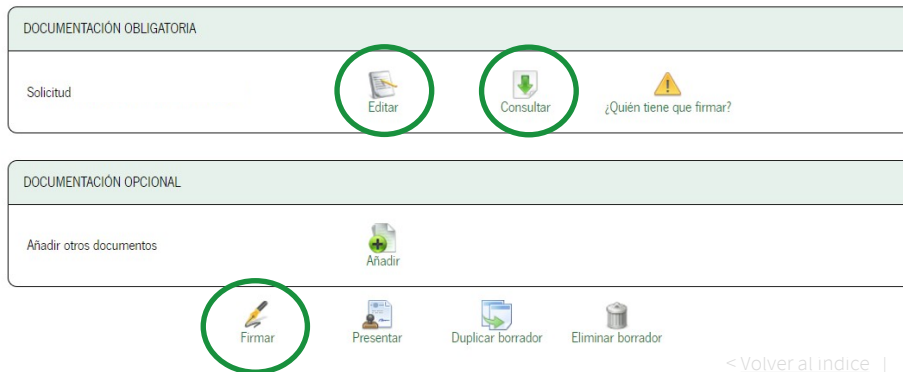 DOCUMENTACIÓN OBLIGATORIA
Solicitud
Editar
Consultar
¿Quién tiene que firmar?
DOCUMENTACIÓN OPCIONAL
Añadir otros documentos
Añadir
Firmar
Presentar
Duplicar borrador
Eliminar borrador
< Volver al índice |